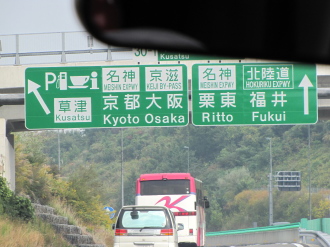 Kusatsu
P
名神
MEISHIN EXPWY
京滋
KEIJI BY-PASS
草津
Kusatsu
京都 大阪
Kyoto Osaka
名神
MEISHIN EXPWY
北陸道
HOKURIKU EXPWY
栗東 福井
Ritto Fukui